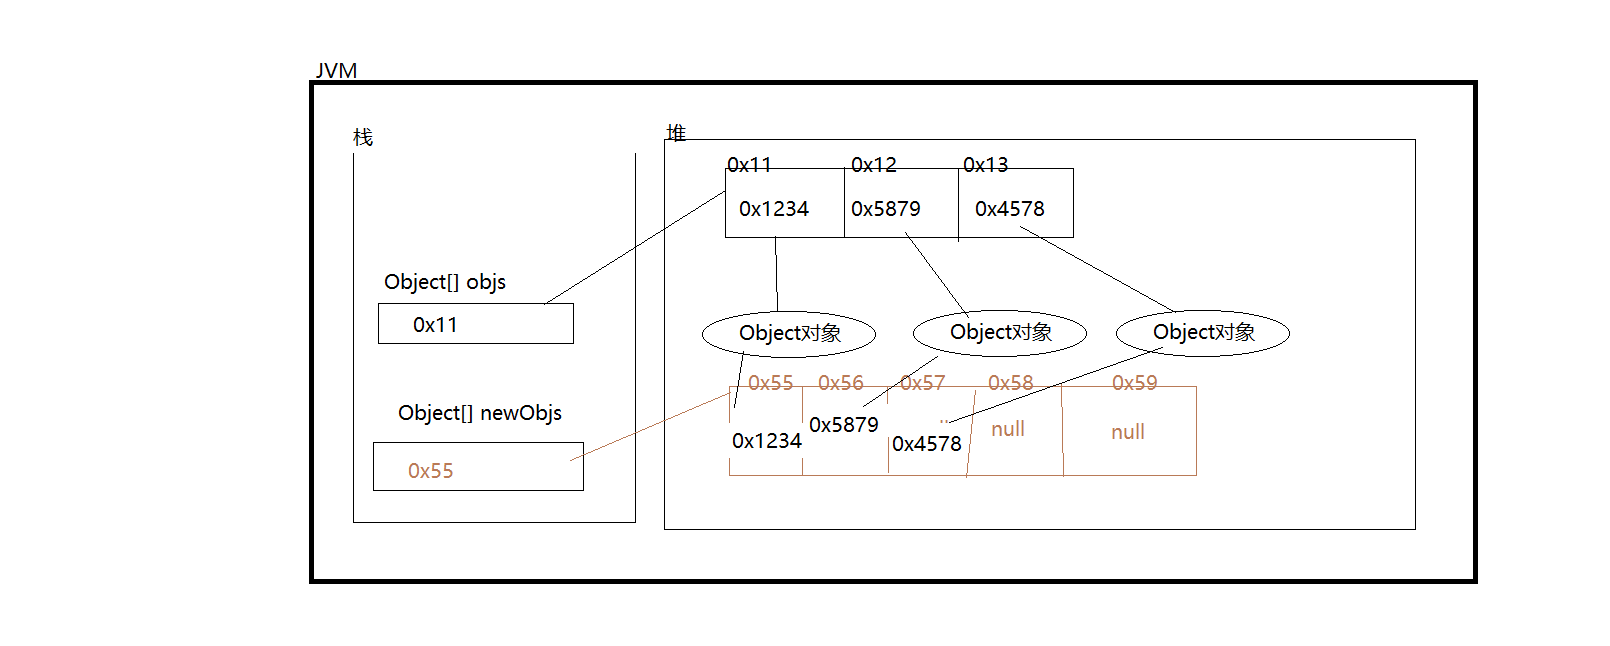 JVM
栈
堆
0x11 0x12 0x13
0x1234 0x5879 0x4578
Object[] objs
0x11
Object对象 Object对象 Object对象
Object[] newObjs
0x55
0x55 0x56 0x57 0x58 0x59
0x1234 0x5879 0x4578 null null